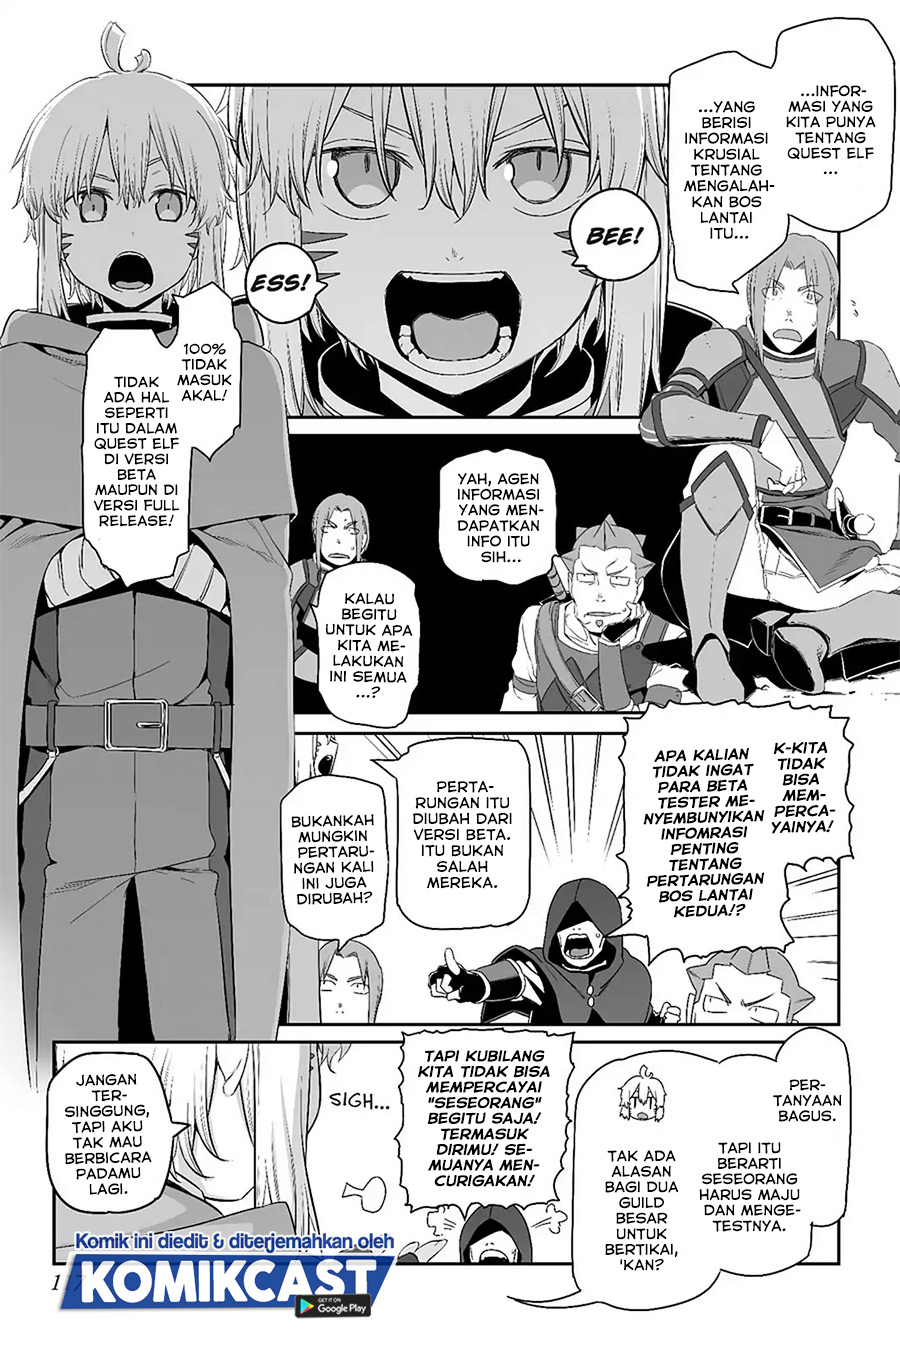 ...INFOR-
MASI YANG
KITA PUNYA
TENTANG
QUEST ELF
...
...YANG
BERISI
INFORMASI
KRUSIAL
TENTANG
MENGALAH-
KAN BOS
LANTAI
ITU...
BEE!
ESS!
100%
TIDAK
MASUK
AKAL!
TIDAK
ADA HAL
SEPERTI
ITU DALAM
QUEST ELF
DI VERSI
BETA
MAUPUN DI
VERSI FULL
RELEASE!
YAH, AGEN
INFORMASI
YANG MEN-
DAPATKAN
INFO ITU
SIH...
KALAU
BEGITU
UNTUK APA
KITA ME-
LAKUKAN
INI SEMUA
...?
K-KITA
TIDAK
BISA
MEM-
PERCA-
YAINYA!
APA KALIAN
TIDAK INGAT
PARA BETA
TESTER ME-
NYEMBUNYIKAN
INFOMRASI
PENTING
TENTANG
PERTARUNGAN
BOS LANTAI
KEDUA!?
PERTA-
RUNGAN ITU
DIUBAH DARI
VERSI BETA.
ITU BUKAN
SALAH
MEREKA.
BUKANKAH
MUNGKIN
PERTARU-
NGAN KALI
INI JUGA
DIRUBAH?
PER-
TANYAAN
BAGUS.
TAPI ITU
BERARTI
SESEORANG
HARUS MAJU
DAN MENGE-
TESTNYA.
TAK ADA
ALASAN
BAGI DUA
GUILD
BESAR
UNTUK
BERTIKAI,
'KAN?
TAPI KUBILANG
KITA TIDAK BISA
MEMPERCAYAI
"SESEORANG"
BEGITU SAJA!
TERMASUK
DIRIMU! SE-
MUANYA MEN-
CURIGAKAN!
SIGH...
JANGAN
TER-
SINGGUNG,
TAPI AKU
TAK MAU
BERBICARA
PADAMU
LAGI.
Komik ini diedit & diterjemahkan oleh
KOMIKCAST
GET IT ON
Google Play